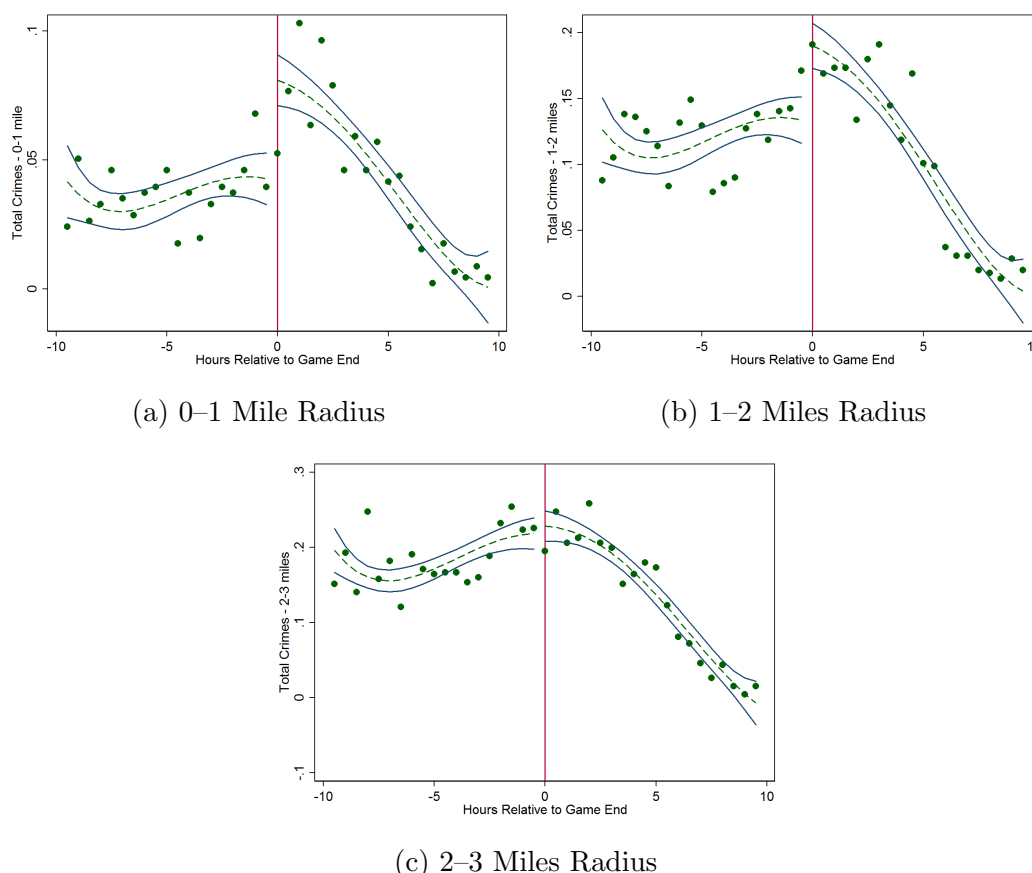 Total Crimes - 0-1 mile
.1
.05
0
-10 -5 0 5 10
Hours Relative to Game End
(a) 0–1 Mile Radius
Total Crimes - 1-2 miles
.2
.15
.1
.05
0
-10 -5 0 5
Hours Relative to Game End
(b) 1–2 Miles Radius
Total Crimes - 2-3 miles
.3
.2
.1
0
-.1
-10 -5 0 5 10
Hours Relative to Game End
(c) 2–3 Miles Radius